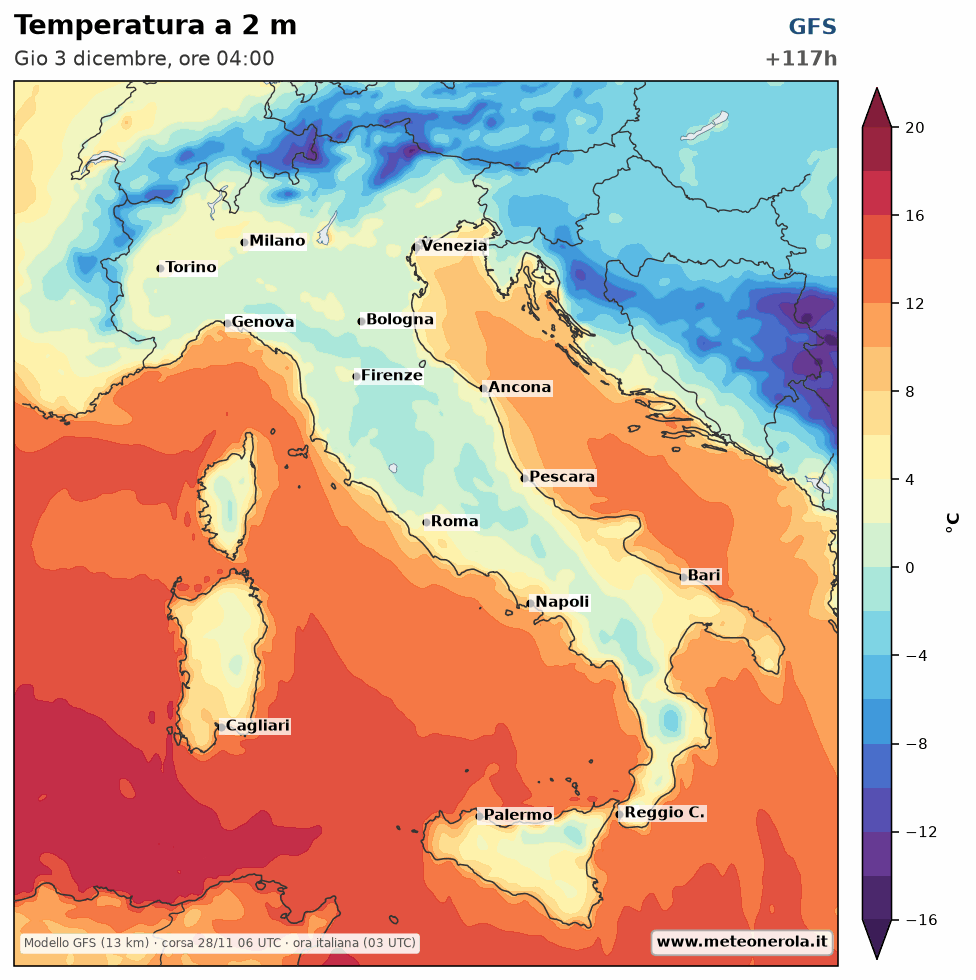 Temperatura a 2 m
GFS
Gio 3 dicembre, ore 04:00
+117h
Milano
Venezia
Torino
Genova
Bologna
Firenze
Ancona
Pescara
Roma
Bari
Napoli
Cagliari
Palermo
Reggio C.
20
16
12
8
4
0
−4
−8
−12
−16
°C
Modello GFS (13 km) · corsa 28/11 06 UTC · ora italiana (03 UTC)
www.meteonerola.it